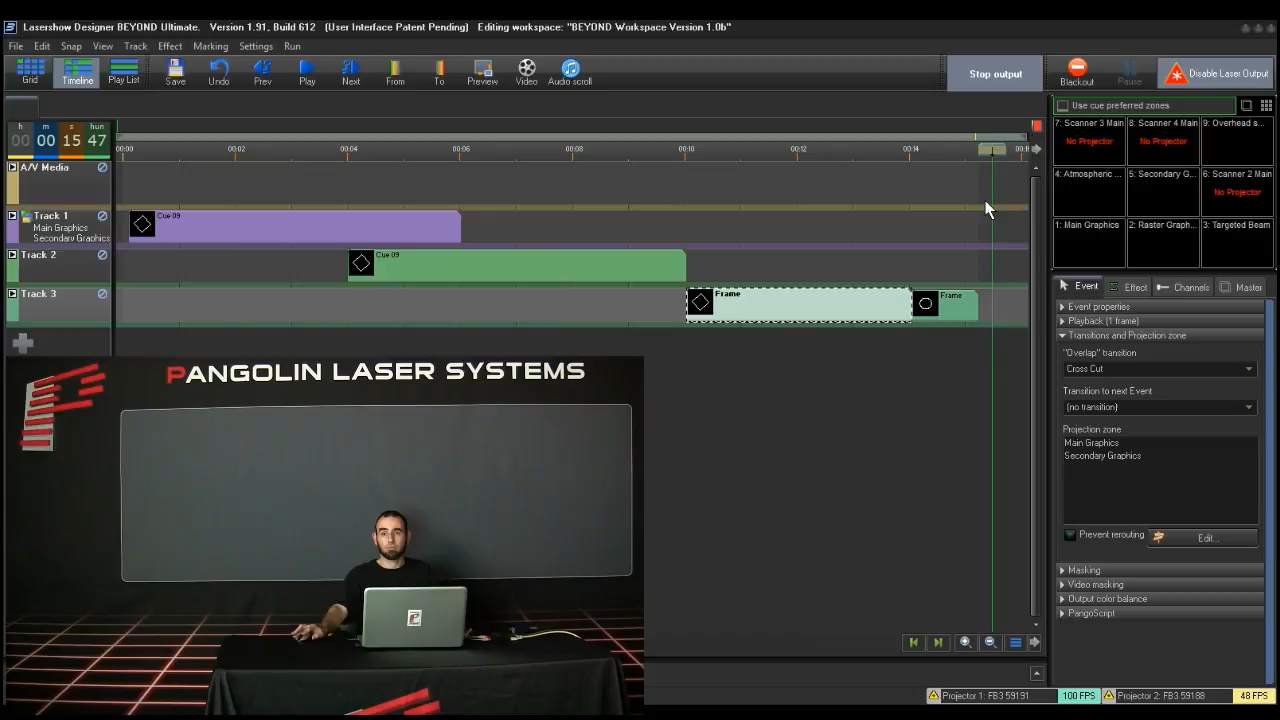 Lasershow Designer BEYOND Ultimate. Version 1.91, Build 612 (User Interface Patent Pending) Editing workspace: "BEYOND Workspace Version 1.0b"
File Edit Snap View Track Effect Marking Settings Run
Grid Timeline Play List Save Undo Prev Play Next From To Preview Video Audio scroll Stop output Blackout Pause Disable Laser Output
Use cue preferred zones
h m s hun
00 00 15 47
7: Scanner 3 Main 8: Scanner 4 Main 9: Overhead s...
No Projector No Projector
00:00 00:02 00:04 00:06 00:08 00:10 00:12 00:14
A/V Media
4: Atmospheric ... 5: Secondary G... 6: Scanner 2 Main
No Projector
Track 1
Main Graphics
Secondary Graphics
Cue 09
1: Main Graphics 2: Raster Graph... 3: Targeted Beam
Track 2
Cue 09
Track 3
Frame
Frame
Event Effect Channels Master
Event properties
Playback (1 frame)
Transitions and Projection zone
"Overlap" transition
Cross Cut
Transition to next Event
{no transition}
Projection zone
Main Graphics
Secondary Graphics
Prevent rerouting Edit...
Masking
Video masking
Output color balance
PangoScript
PANGOLIN LASER SYSTEMS
Projector 1: FB3 59191 100 FPS Projector 2: FB3 59188 48 FPS